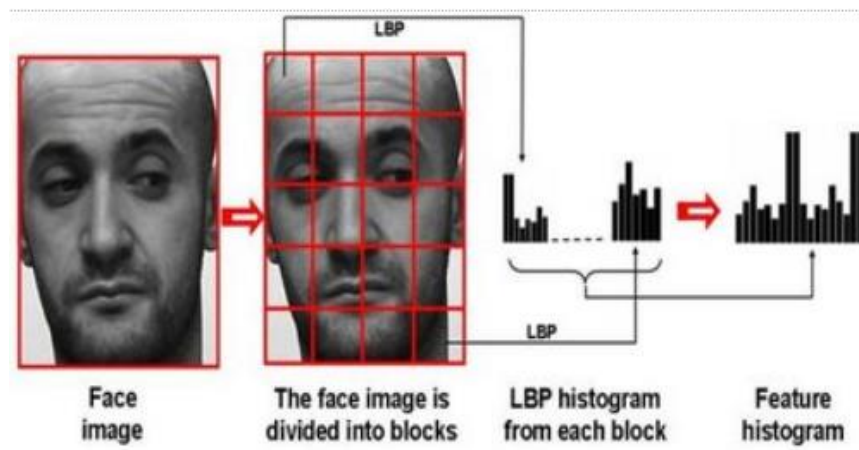 LBP
LBP
Face
image
The face image is
divided into blocks
LBP histogram
from each block
Feature
histogram